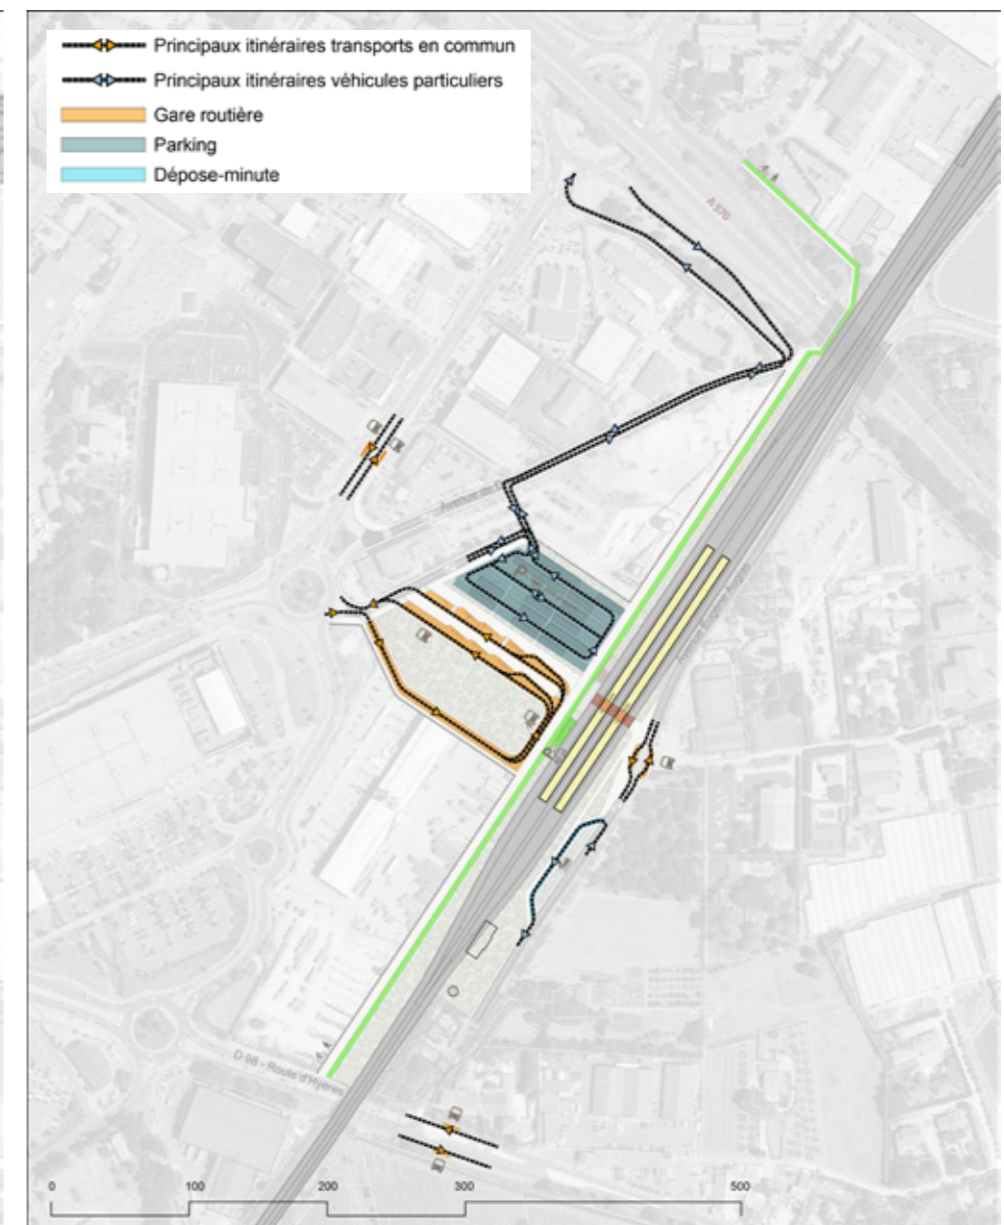 Principaux itinéraires transports en commun
Principaux itinéraires véhicules particuliers
Gare routière
Parking
Dépose-minute
A 570
P
P
D 98 - Route d'Hyères
0 100 200 300 500